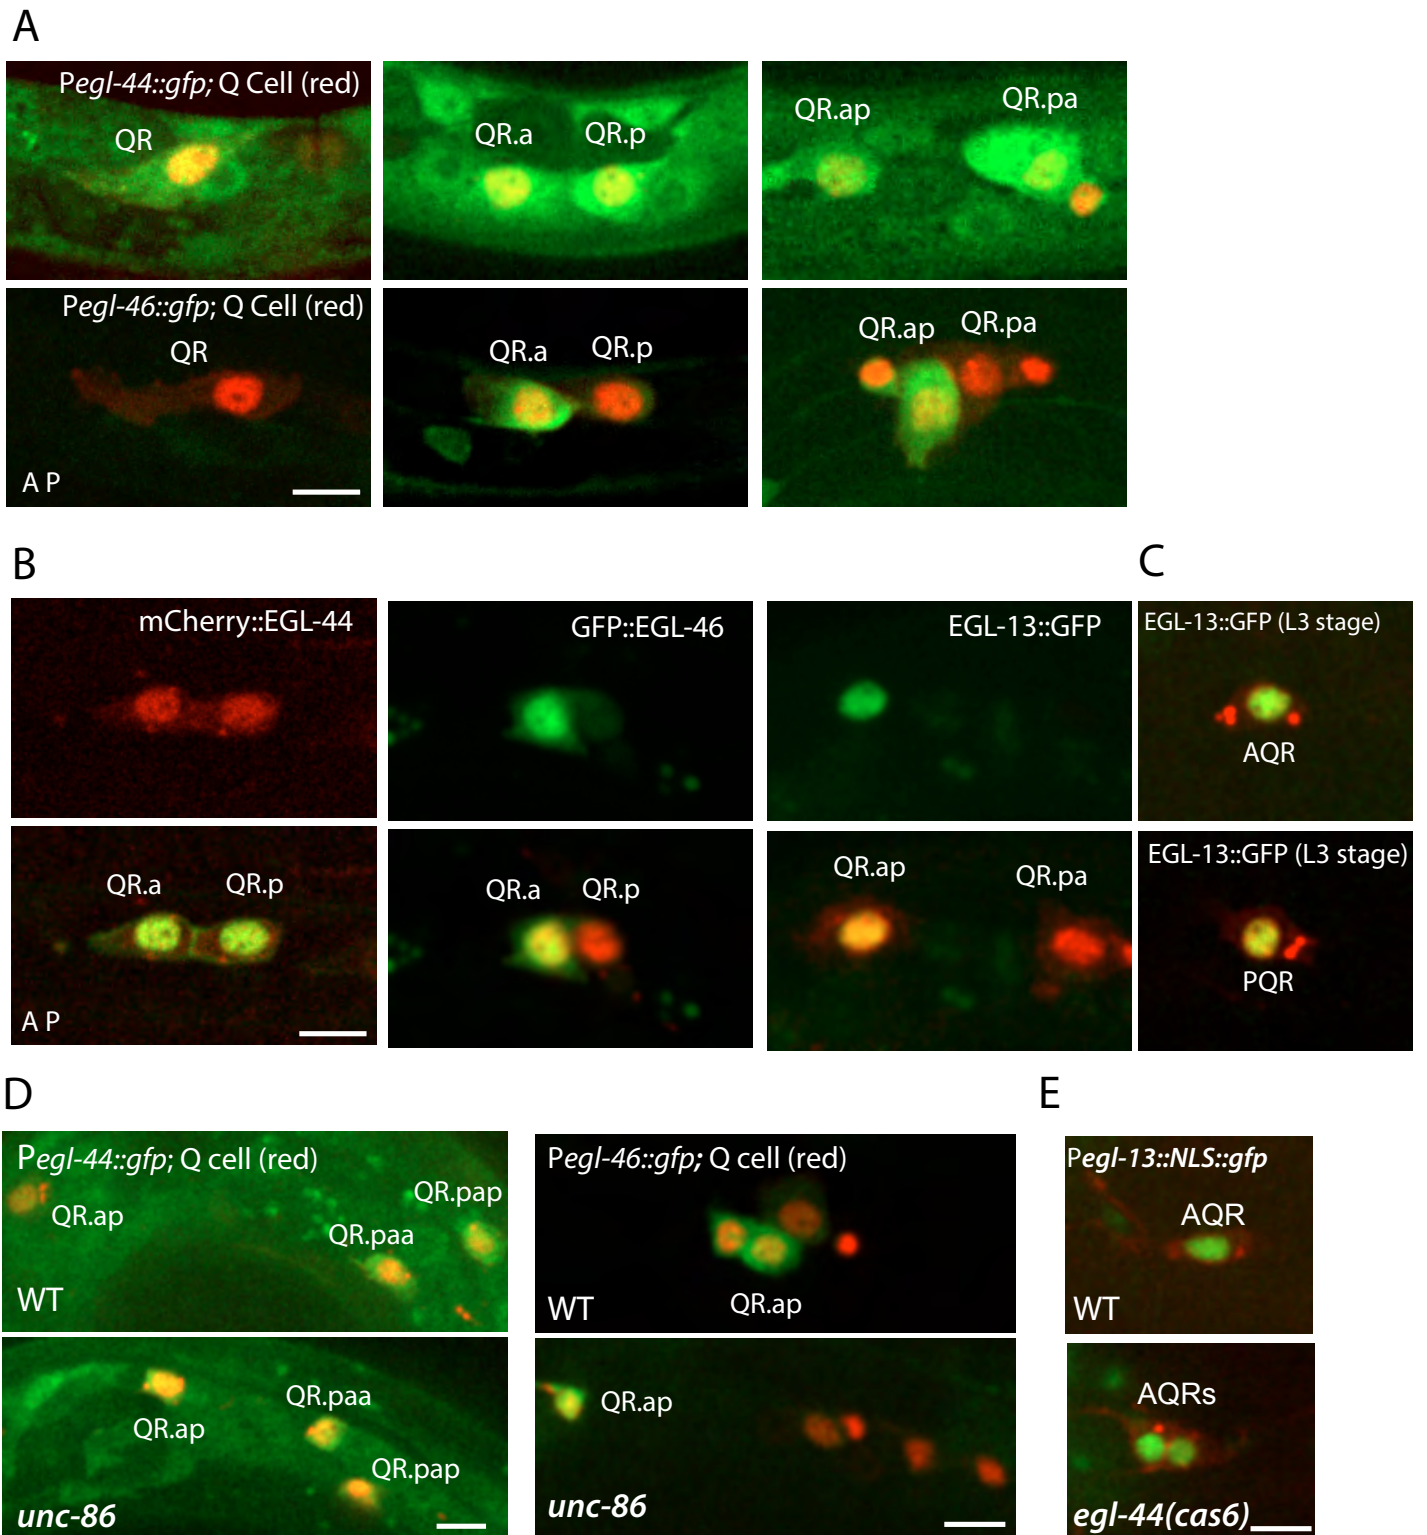 A
Pegl-44::gfp; Q Cell (red)
QR
QR.a QR.p
QR.ap QR.pa
Pegl-46::gfp; Q Cell (red)
QR
A P
QR.a QR.p
QR.ap QR.pa
B
mCherry::EGL-44
GFP::EGL-46
EGL-13::GFP
QR.a QR.p
A P
QR.a QR.p
QR.ap QR.pa
C
EGL-13::GFP (L3 stage)
AQR
EGL-13::GFP (L3 stage)
PQR
D
Pegl-44::gfp; Q cell (red)
QR.ap
QR.paa
QR.pap
WT
Pegl-46::gfp; Q cell (red)
QR.ap
WT
QR.ap
QR.paa
QR.pap
unc-86
QR.ap
unc-86
E
Pegl-13::NLS::gfp
AQR
WT
AQRs
egl-44(cas6)